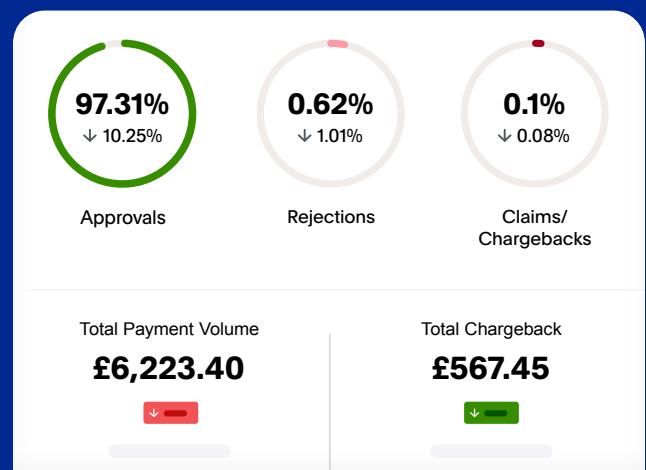 97.31%
↓ 10.25%
Approvals
0.62%
↓ 1.01%
Rejections
0.1%
↓ 0.08%
Claims/
Chargebacks
Total Payment Volume
£6,223.40
↓
Total Chargeback
£567.45
↓